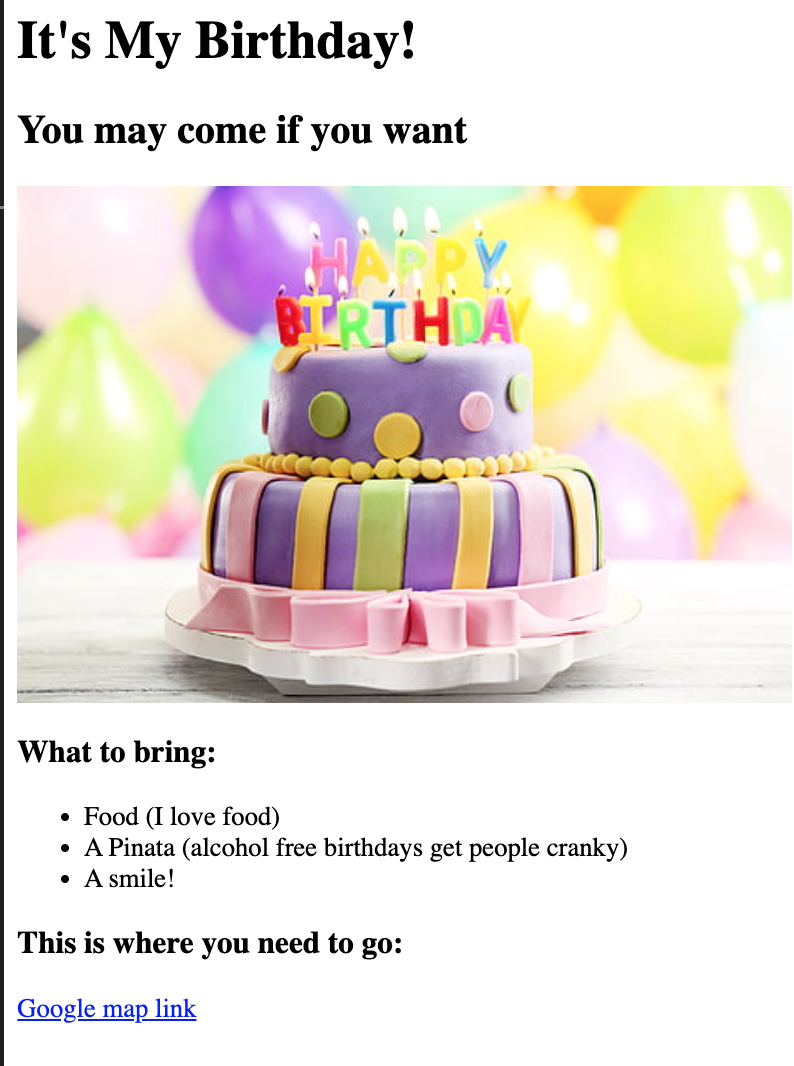 It's My Birthday!
You may come if you want
HAPPY
BIRTHDAY
What to bring:
• Food (I love food)
• A Pinata (alcohol free birthdays get people cranky)
• A smile!
This is where you need to go:
Google map link